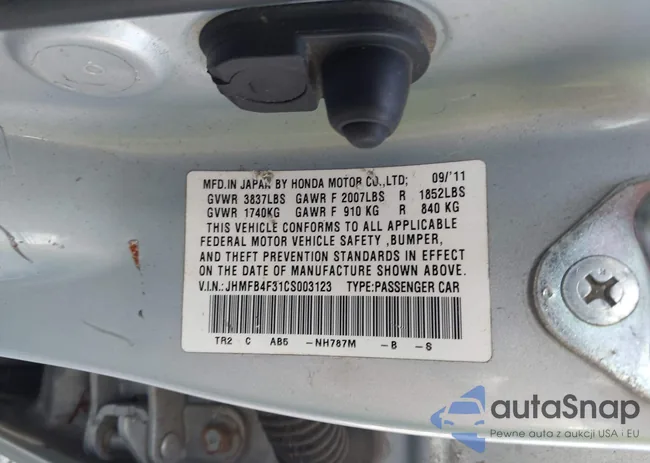 MFD.IN JAPAN BY HONDA MOTOR CO.,LTD; 09/'11
GVWR 3837LBS GAWR F 2007LBS R 1852LBS
GVWR 1740KG GAWR F 910 KG R 840 KG
THIS VEHICLE CONFORMS TO ALL APPLICABLE
FEDERAL MOTOR VEHICLE SAFETY ,BUMPER,
AND THEFT PREVENTION STANDARDS IN EFFECT
ON THE DATE OF MANUFACTURE SHOWN ABOVE.
V.I.N.:JHMFB4F31CS003123 TYPE:PASSENGER CAR
TR2 C AB5 -NH787M -B -S
autoSnap
Pewne auta z aukcji USA i EU